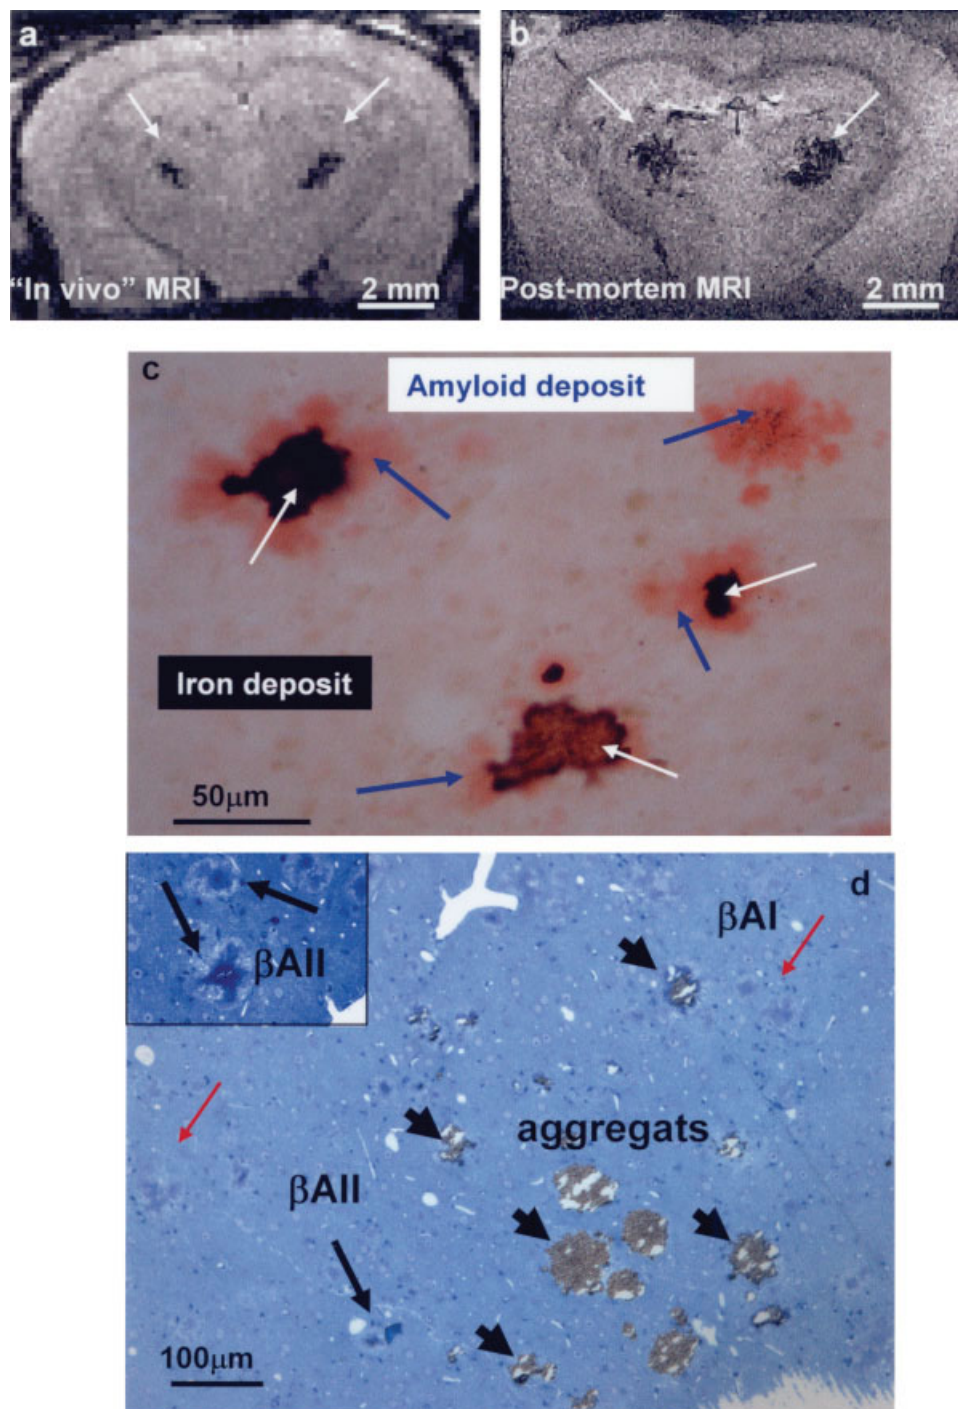 a
b
“In vivo” MRI
2 mm
Post-mortem MRI
2 mm
c
Amyloid deposit
Iron deposit
50μm
d
βAI
βAII
aggregats
βAII
100μm